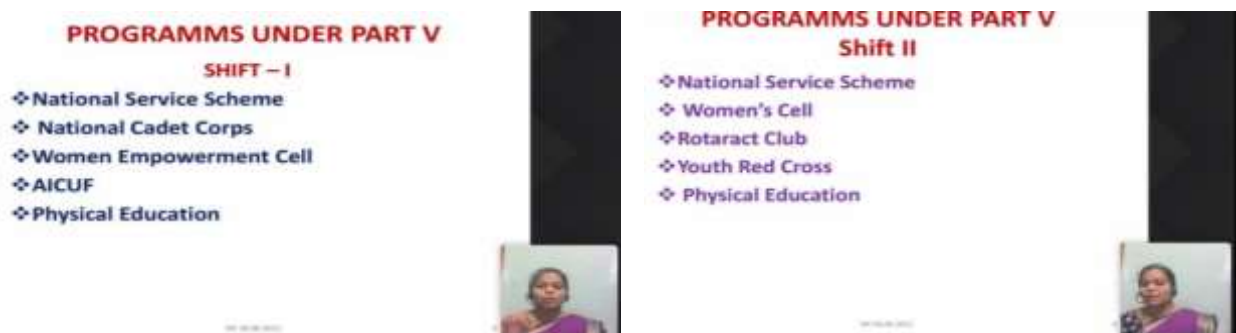 PROGRAMMS UNDER PART V
SHIFT – I
❖National Service Scheme
❖ National Cadet Corps
❖Women Empowerment Cell
❖AICUF
❖Physical Education
PROGRAMMS UNDER PART V
Shift II
❖National Service Scheme
❖ Women's Cell
❖Rotaract Club
❖Youth Red Cross
❖ Physical Education